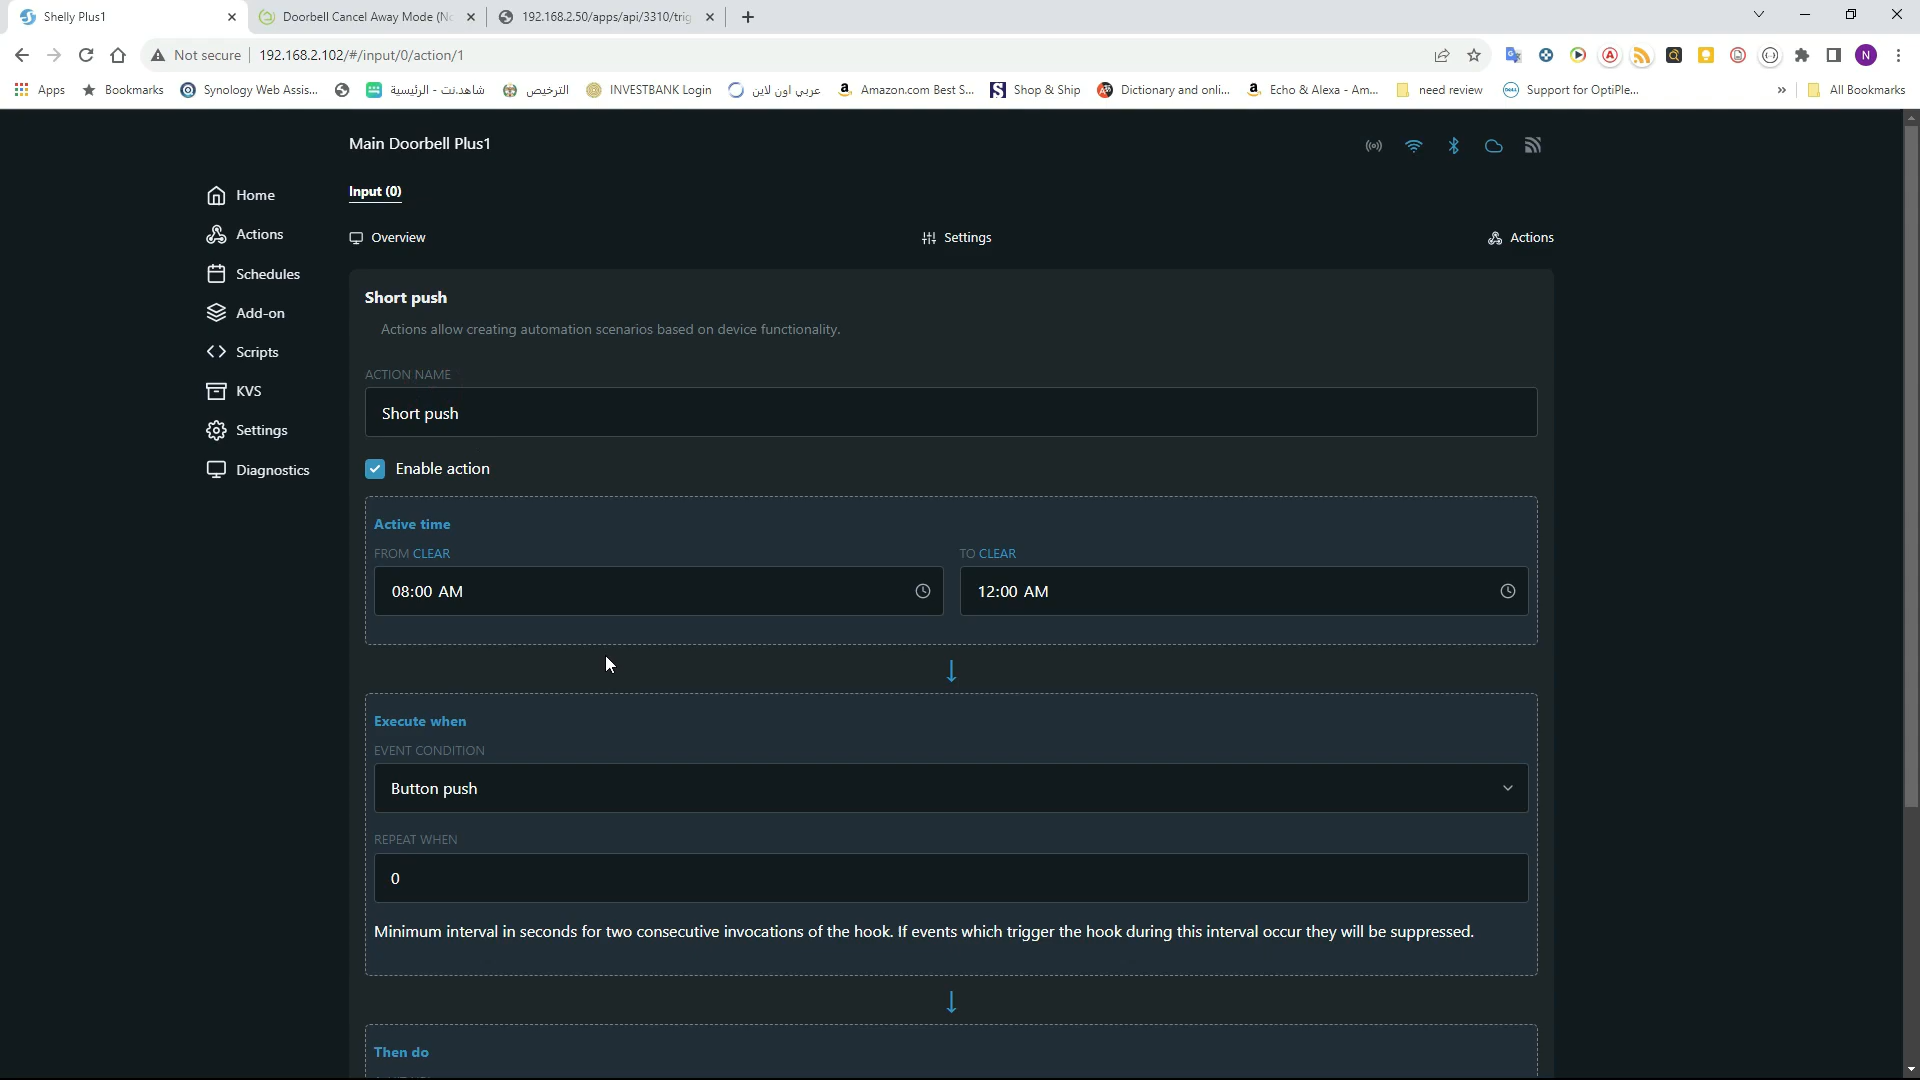 Shelly Plus1
Doorbell Cancel Away Mode (No
192.168.2.50/apps/api/3310/trig
Not secure
192.168.2.102/#/input/0/action/1
N
Apps
Bookmarks
Synology Web Assis...
شاهد.نت - الرئيسية
الترخيص
INVESTBANK Login
عربي اون لاين
Amazon.com Best S...
Shop & Ship
Dictionary and onli...
Echo & Alexa - Am...
need review
Support for OptiPle...
»
All Bookmarks
Main Doorbell Plus1
Home
Actions
Schedules
Add-on
Scripts
KVS
Settings
Diagnostics
Input (0)
Overview
Settings
Actions
Short push
Actions allow creating automation scenarios based on device functionality.
ACTION NAME
Short push
Enable action
Active time
FROM CLEAR
TO CLEAR
08:00 AM
12:00 AM
Execute when
EVENT CONDITION
Button push
REPEAT WHEN
0
Minimum interval in seconds for two consecutive invocations of the hook. If events which trigger the hook during this interval occur they will be suppressed.
Then do